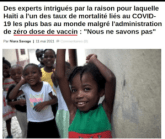 Des experts intrigués par la raison pour laquelle
Haïti a l'un des taux de mortalité liés au COVID-
19 les plus bas au monde malgré l'administration
de zéro dose de vaccin : "Nous ne savons pas"
Par